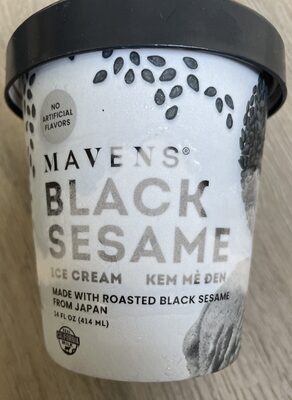 NO
ARTIFICIAL
FLAVORS
MAVENS®
BLACK
SESAME
ICE CREAM KEM MÈ ĐEN
MADE WITH ROASTED BLACK SESAME
FROM JAPAN
14 FL OZ (414 ML)
CALIFORNIA